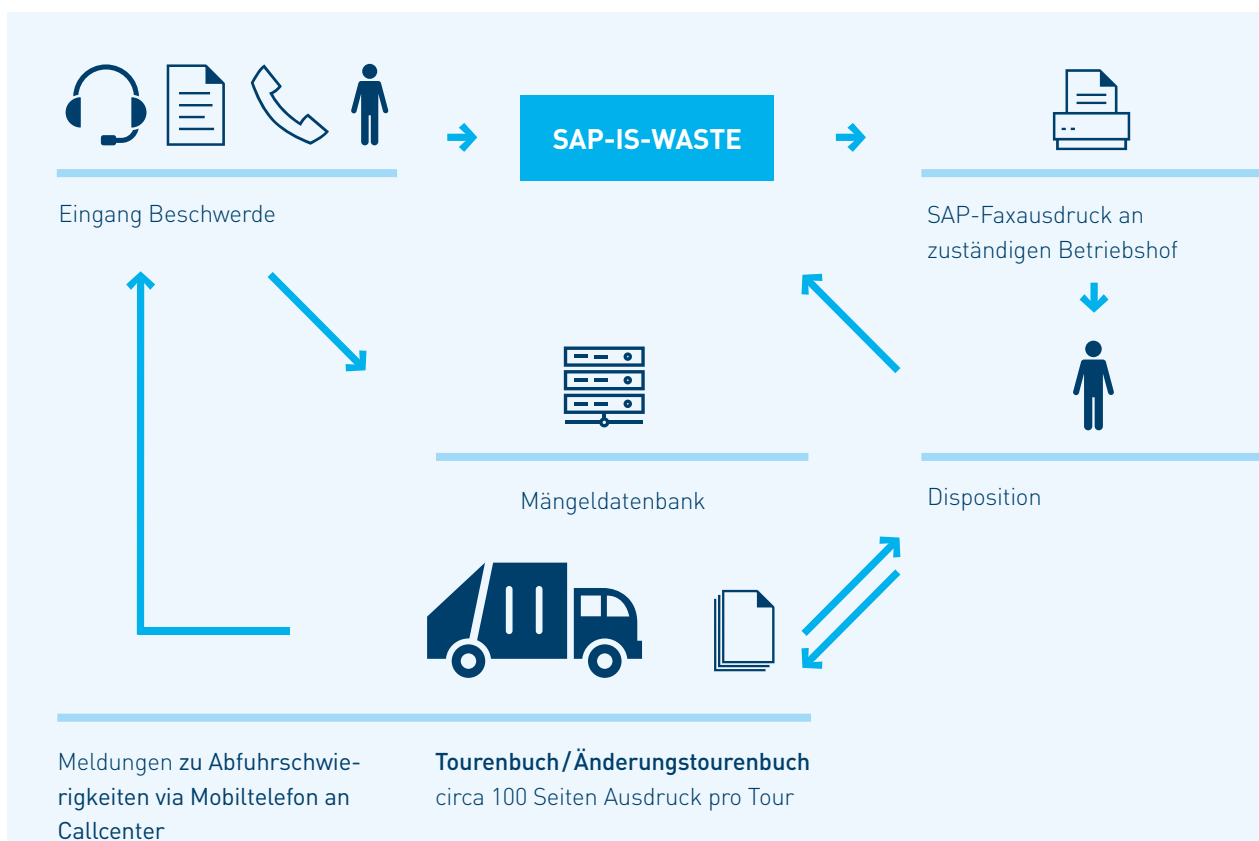 SAP-IS-WASTE
Eingang Beschwerde
SAP-Faxausdruck an
zuständigen Betriebshof
Mängeldatenbank
Disposition
Meldungen zu Abfuhrschwie-
rigkeiten via Mobiltelefon an
Callcenter
Tourenbuch/Änderungstourenbuch
circa 100 Seiten Ausdruck pro Tour